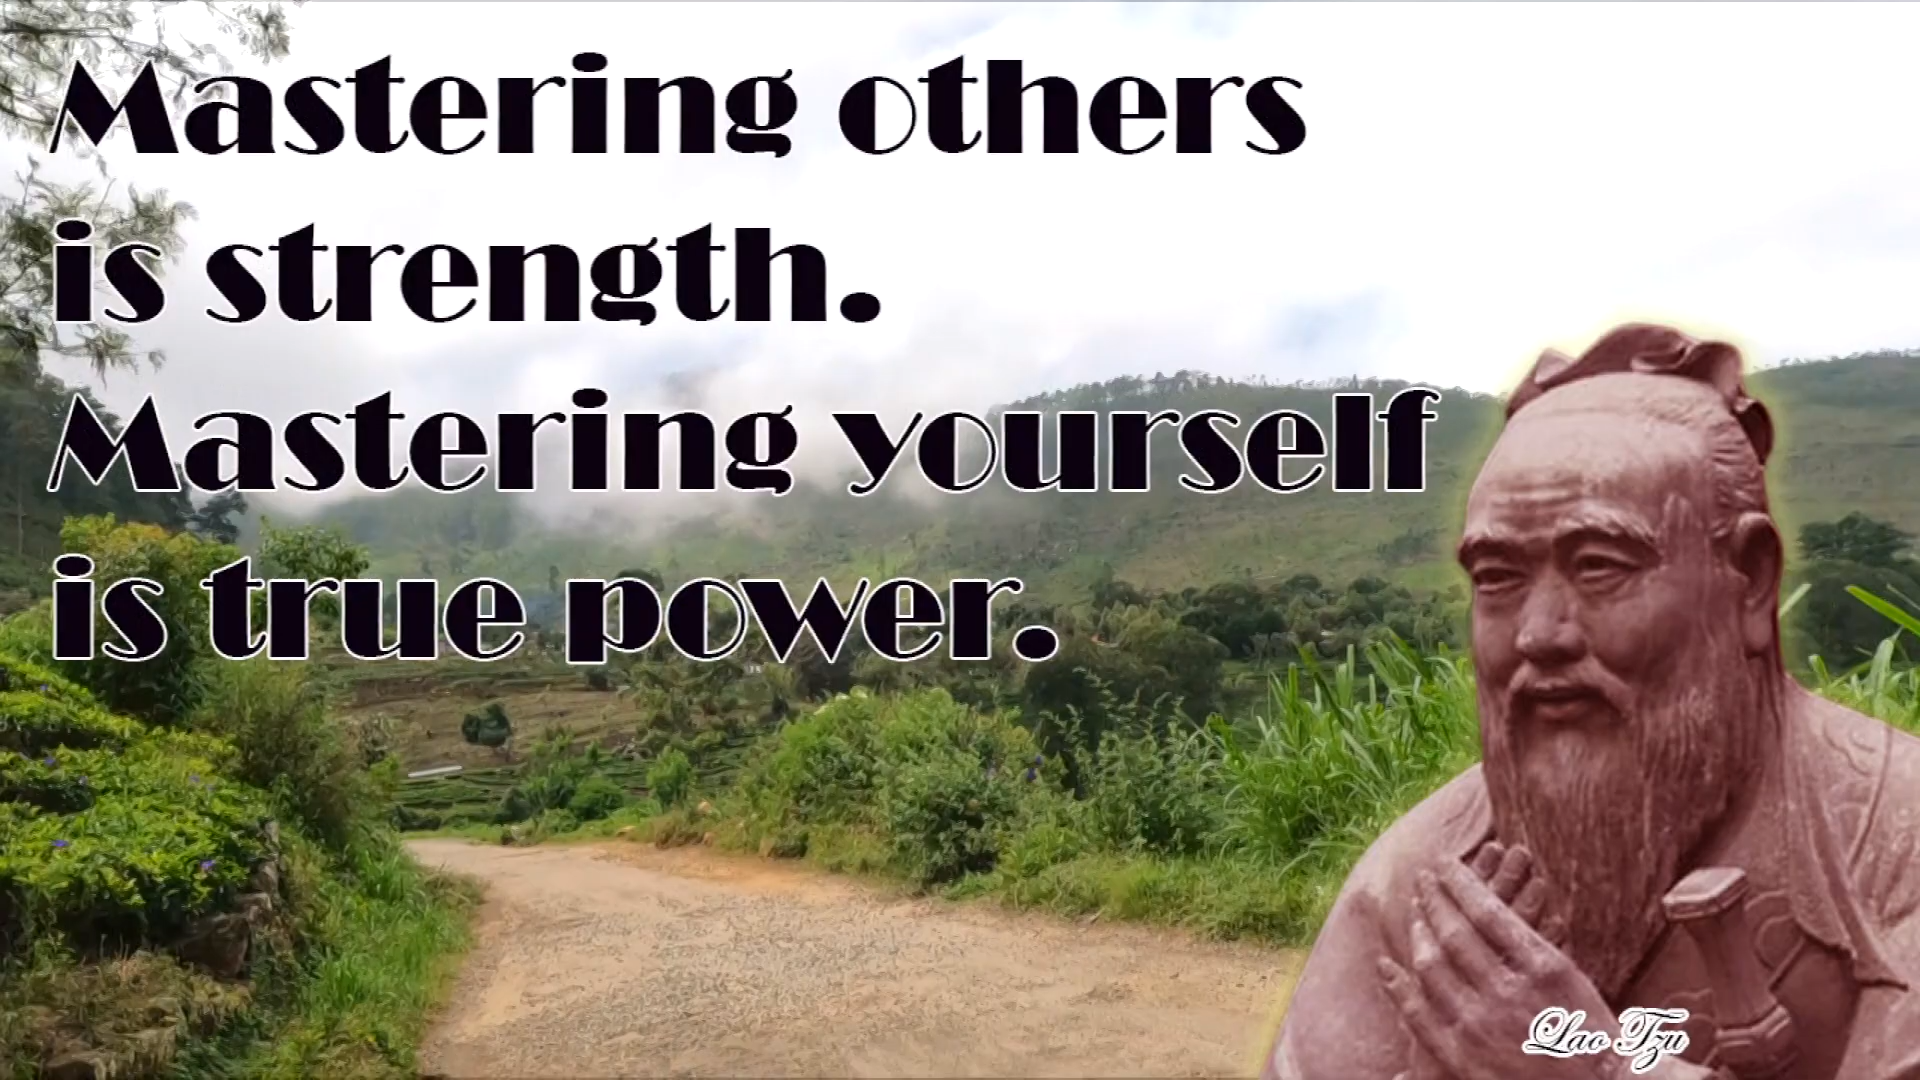 Mastering others
is strength.
Mastering yourself
is true power.
Lao Tzu